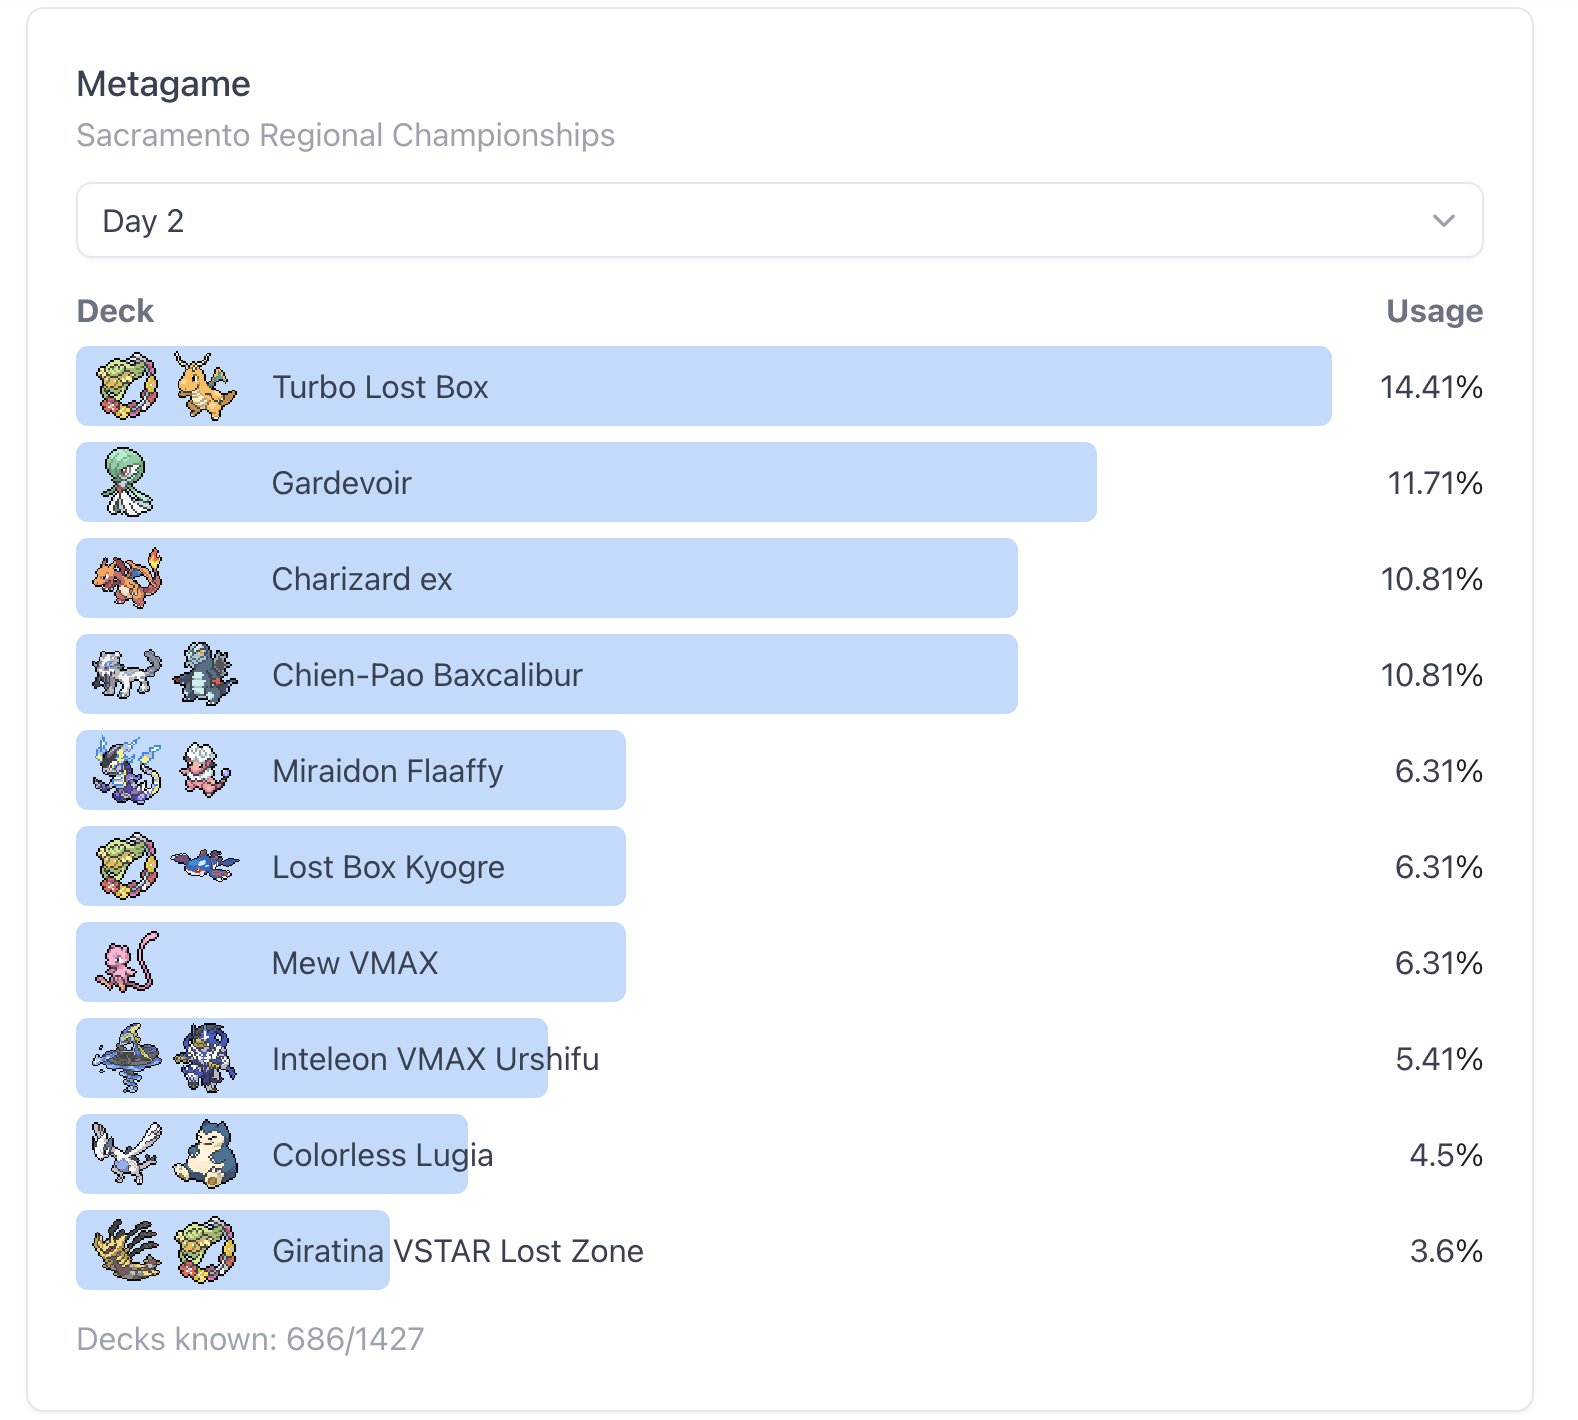 Metagame
Sacramento Regional Championships
Day 2
Deck Usage
Turbo Lost Box 14.41%
Gardevoir 11.71%
Charizard ex 10.81%
Chien-Pao Baxcalibur 10.81%
Miraidon Flaaffy 6.31%
Lost Box Kyogre 6.31%
Mew VMAX 6.31%
Inteleon VMAX Urshifu 5.41%
Colorless Lugia 4.5%
Giratina VSTAR Lost Zone 3.6%
Decks known: 686/1427